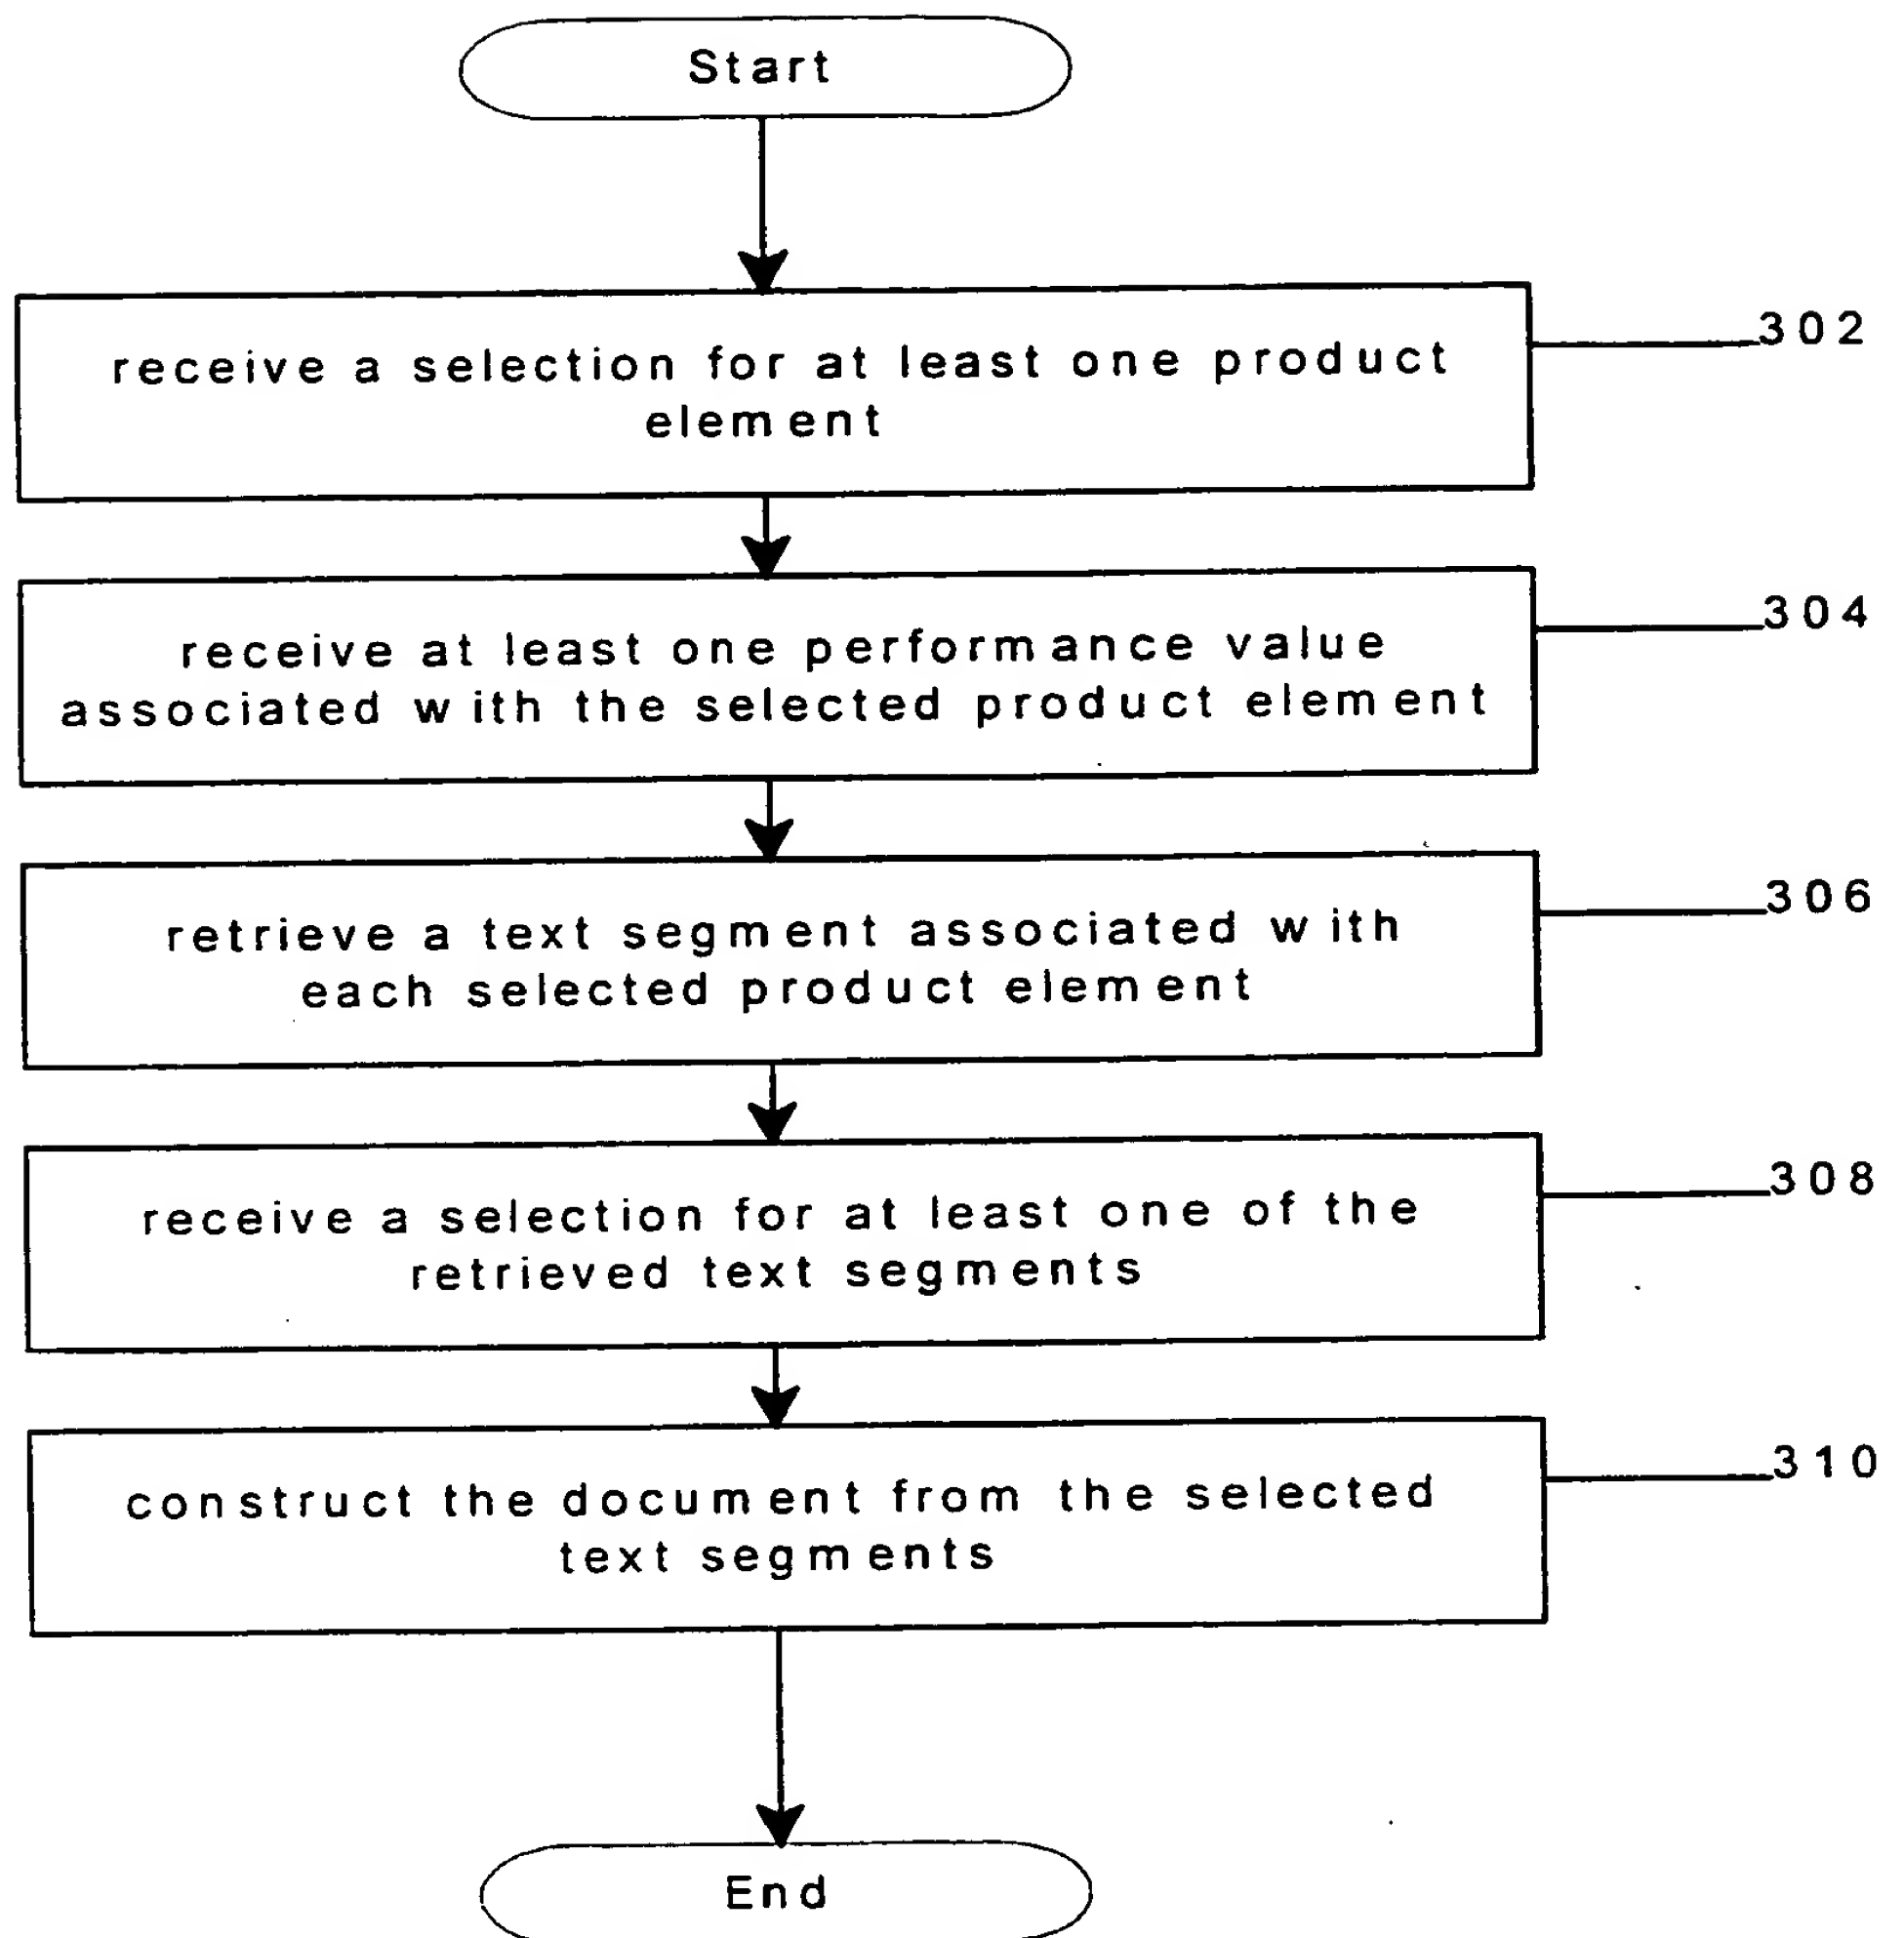 Start
receive a selection for at least one product
element
302
receive at least one performance value
associated with the selected product element
304
retrieve a text segment associated with
each selected product element
306
receive a selection for at least one of the
retrieved text segments
308
construct the document from the selected
text segments
310
End